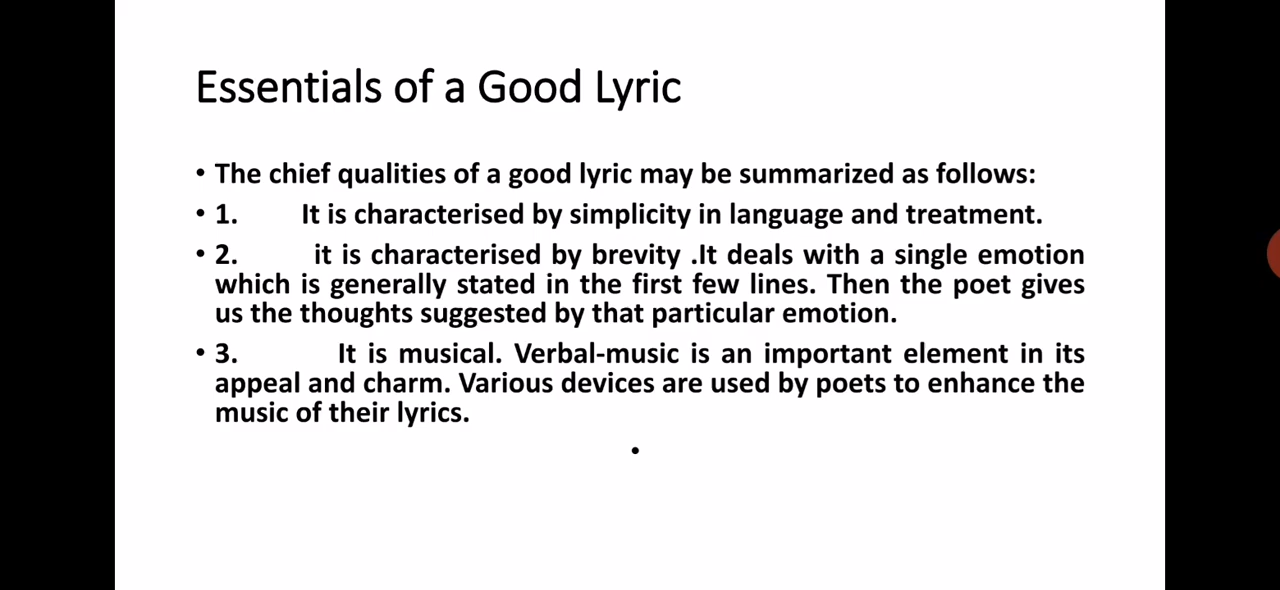 Essentials of a Good Lyric
• The chief qualities of a good lyric may be summarized as follows:
• 1. It is characterised by simplicity in language and treatment.
• 2. it is characterised by brevity .It deals with a single emotion
which is generally stated in the first few lines. Then the poet gives
us the thoughts suggested by that particular emotion.
• 3. It is musical. Verbal-music is an important element in its
appeal and charm. Various devices are used by poets to enhance the
music of their lyrics.
•